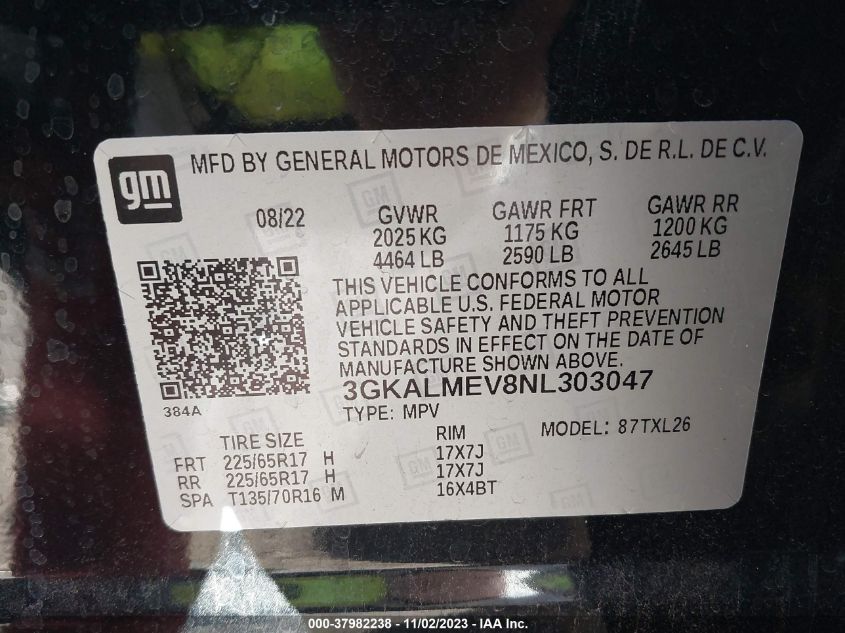 gm
MFD BY GENERAL MOTORS DE MEXICO, S. DE R.L. DE C.V.
08/22 GVWR GAWR FRT GAWR RR
2025 KG 1175 KG 1200 KG
4464 LB 2590 LB 2645 LB
THIS VEHICLE CONFORMS TO ALL
APPLICABLE U.S. FEDERAL MOTOR
VEHICLE SAFETY AND THEFT PREVENTION
STANDARDS IN EFFECT ON THE DATE OF
MANUFACTURE SHOWN ABOVE.
3GKALMEV8NL303047
384A
TYPE: MPV
MODEL: 87TXL26
TIRE SIZE RIM
FRT 225/65R17 H 17X7J
RR 225/65R17 H 17X7J
SPA T135/70R16 M 16X4BT
000-37982238 - 11/02/2023 - IAA Inc.